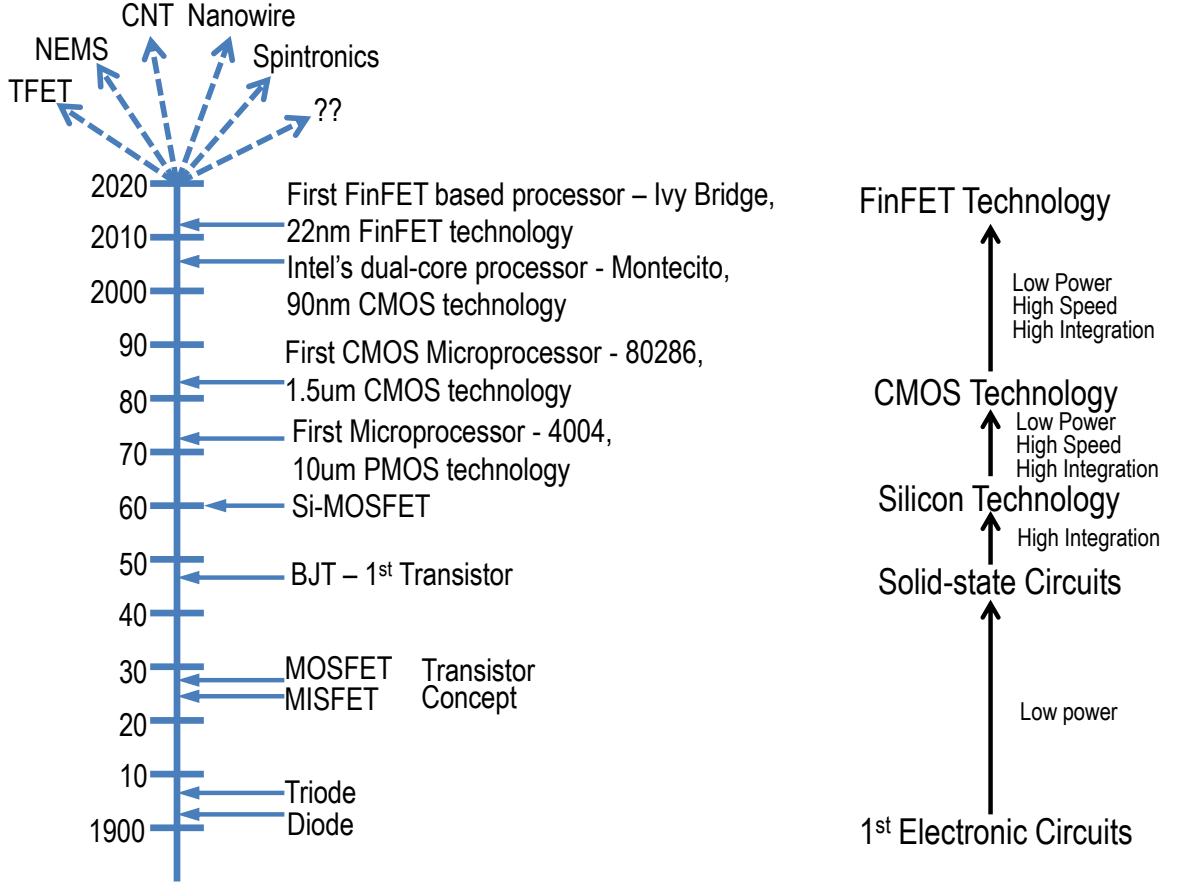 CNT Nanowire
NEMS
Spintronics
TFET
??
2020
First FinFET based processor – Ivy Bridge,
22nm FinFET technology
2010
Intel's dual-core processor - Montecito,
90nm CMOS technology
2000
90
First CMOS Microprocessor - 80286,
1.5um CMOS technology
80
First Microprocessor - 4004,
10um PMOS technology
70
60
Si-MOSFET
50
BJT – 1st Transistor
40
30
MOSFET Transistor
MISFET Concept
20
10
Triode
Diode
1900
FinFET Technology
Low Power
High Speed
High Integration
CMOS Technology
Low Power
High Speed
High Integration
Silicon Technology
High Integration
Solid-state Circuits
Low power
1st Electronic Circuits